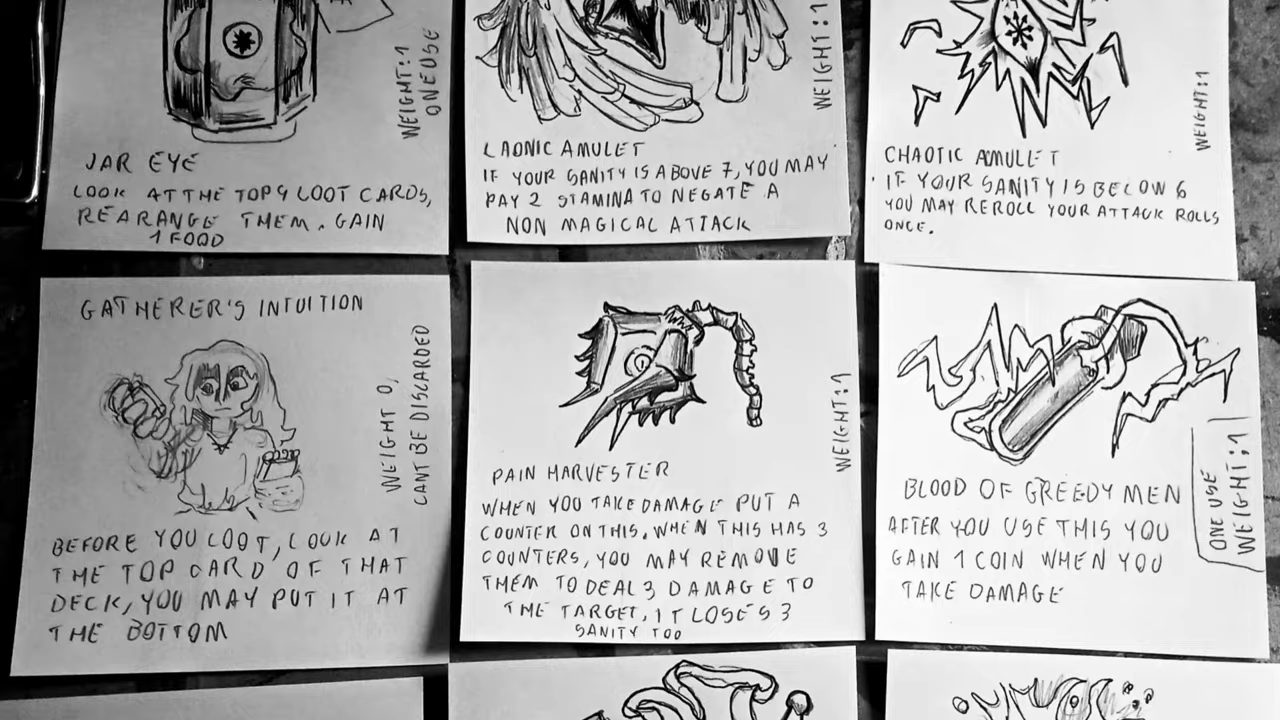 WEIGHT:1
ONE USE
JAR EYE
LOOK AT THE TOP 4 LOOT CARDS,
REARANGE THEM. GAIN
1 FOOD
WEIGHT:1
LAONIC AMULET
IF YOUR SANITY IS ABOVE 7, YOU MAY
PAY 2 STAMINA TO NEGATE A
NON MAGICAL ATTACK
WEIGHT:1
CHAOTIC AMULET
IF YOUR SANITY IS BELOW 6
YOU MAY REROLL YOUR ATTACK ROLLS
ONCE.
GATHERER'S INTUITION
WEIGHT 0,
CANT BE DISCARDED
BEFORE YOU LOOT, LOOK AT
THE TOP CARD OF THAT
DECK, YOU MAY PUT IT AT
THE BOTTOM
WEIGHT:1
PAIN HARVESTER
WHEN YOU TAKE DAMAGE PUT A
COUNTER ON THIS. WHEN THIS HAS 3
COUNTERS, YOU MAY REMOVE
THEM TO DEAL 3 DAMAGE TO
THE TARGET, IT LOSES 3
SANITY TOO
ONE USE
WEIGHT:1
BLOOD OF GREEDY MEN
AFTER YOU USE THIS YOU
GAIN 1 COIN WHEN YOU
TAKE DAMAGE